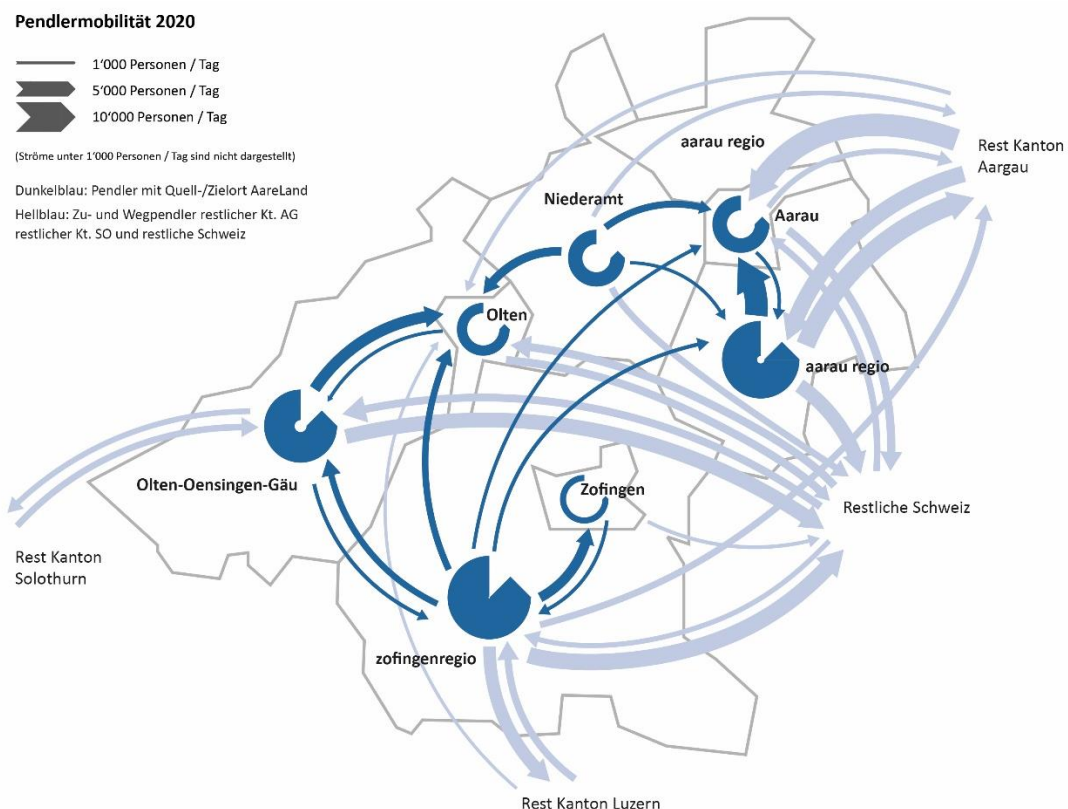 Pendlermobilität 2020
1‘000 Personen / Tag
5‘000 Personen / Tag
10‘000 Personen / Tag
(Ströme unter 1‘000 Personen / Tag sind nicht dargestellt)
Dunkelblau: Pendler mit Quell-/Zielort AareLand
Hellblau: Zu- und Wegpendler restlicher Kt. AG
restlicher Kt. SO und restliche Schweiz
aarau regio
Rest Kanton
Aargau
Niederamt
Aarau
Olten
aarau regio
Olten-Oensingen-Gäu
Zofingen
Restliche Schweiz
Rest Kanton
Solothurn
zofingenregio
Rest Kanton Luzern